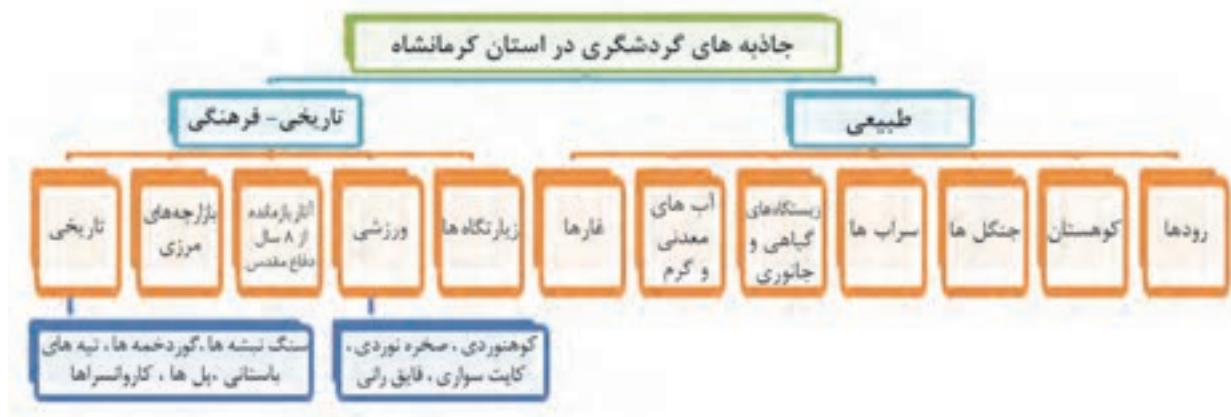 جاذبه های گردشگری در استان کرمانشاه
طبیعی
تاریخی - فرهنگی
رودها
کوهستان
جنگل ها
سراب ها
زیستگاه‌های
گیاهی و
جانوری
آب های
معدنی
و گرم
غارها
زیارتگاه‌ها
ورزشی
آثار بازمانده
از ۸ سال
دفاع مقدس
بازارچه‌های
مرزی
تاریخی
کوهنوردی ، صخره نوردی ،
کایت سواری ، قایق رانی
سنگ نبشته ها ، گوردخمه ها ، تپه های
باستانی ، پل ها ، کاروانسراها